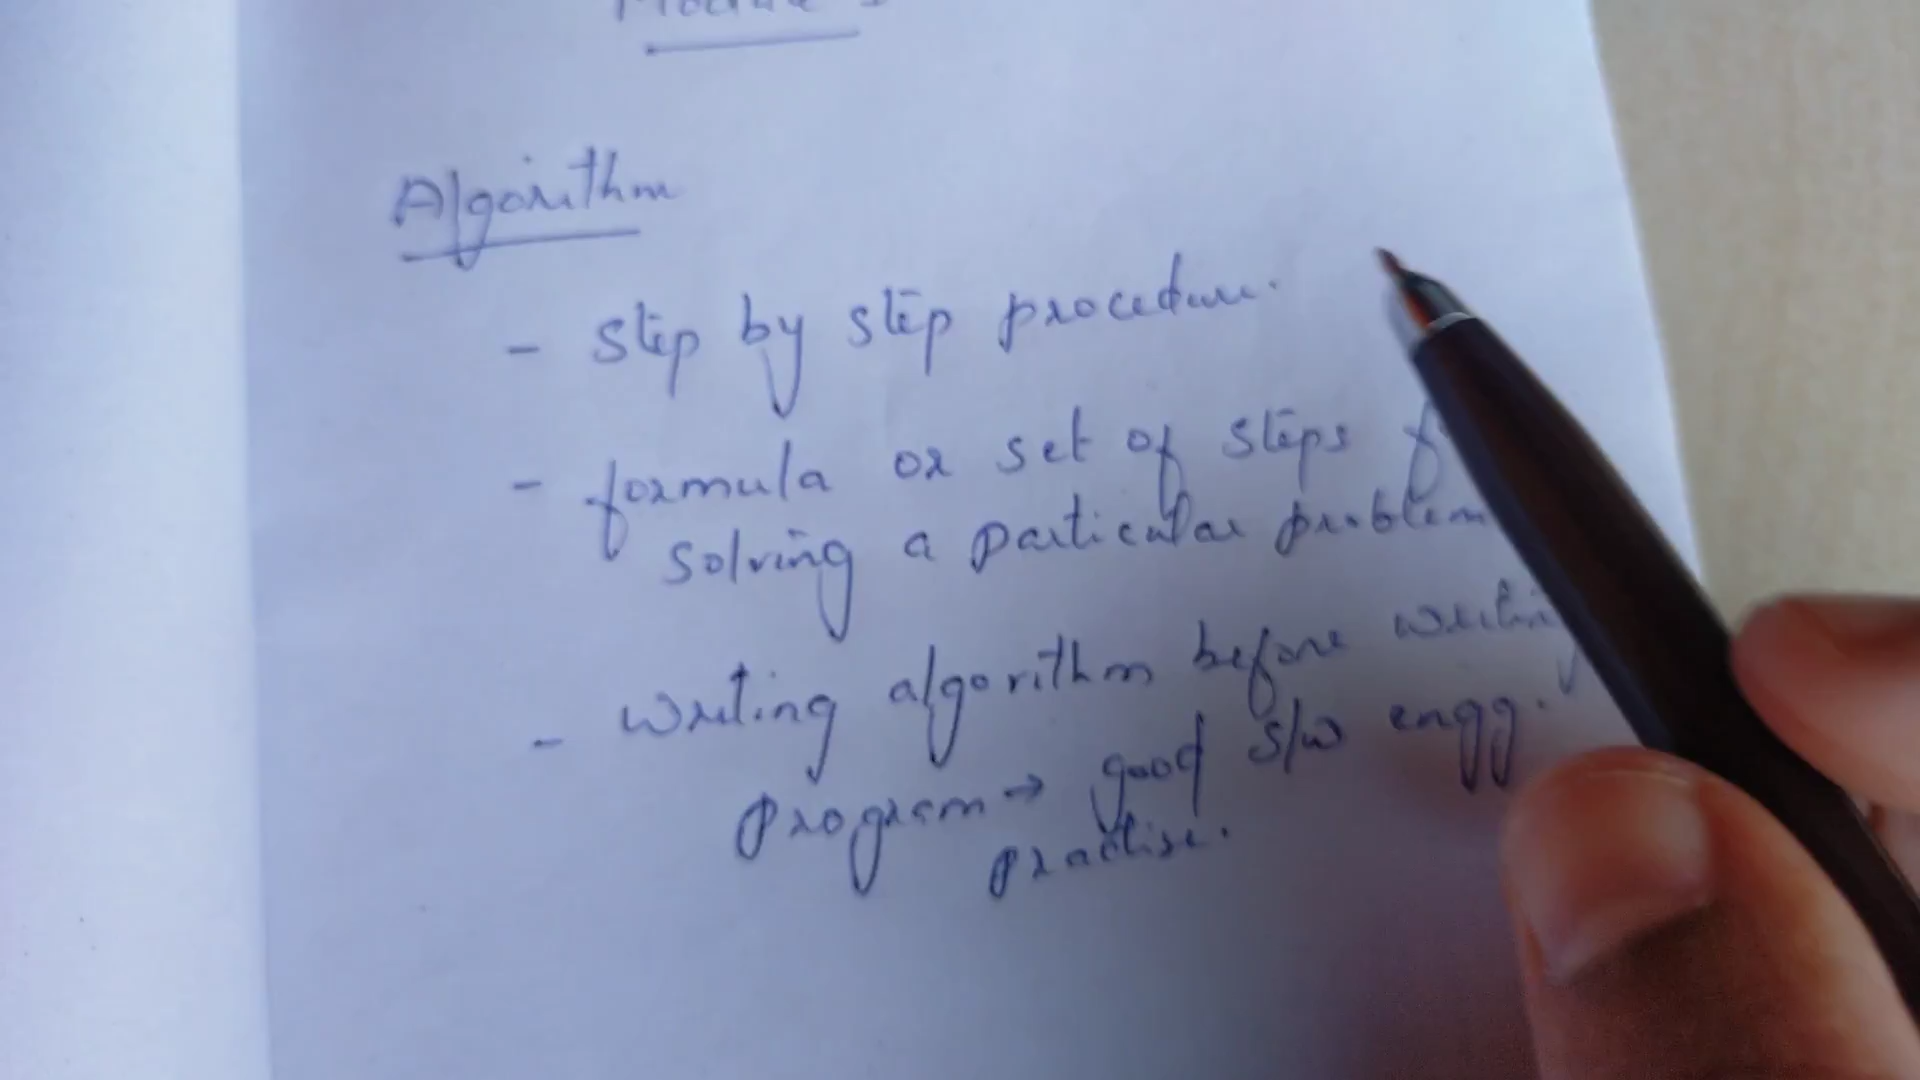 Module
Algorithm
- Step by step procedure.
- formula or set of steps
solving a particular problem
- writing algorithm before
program → good s/w engg.
practise.